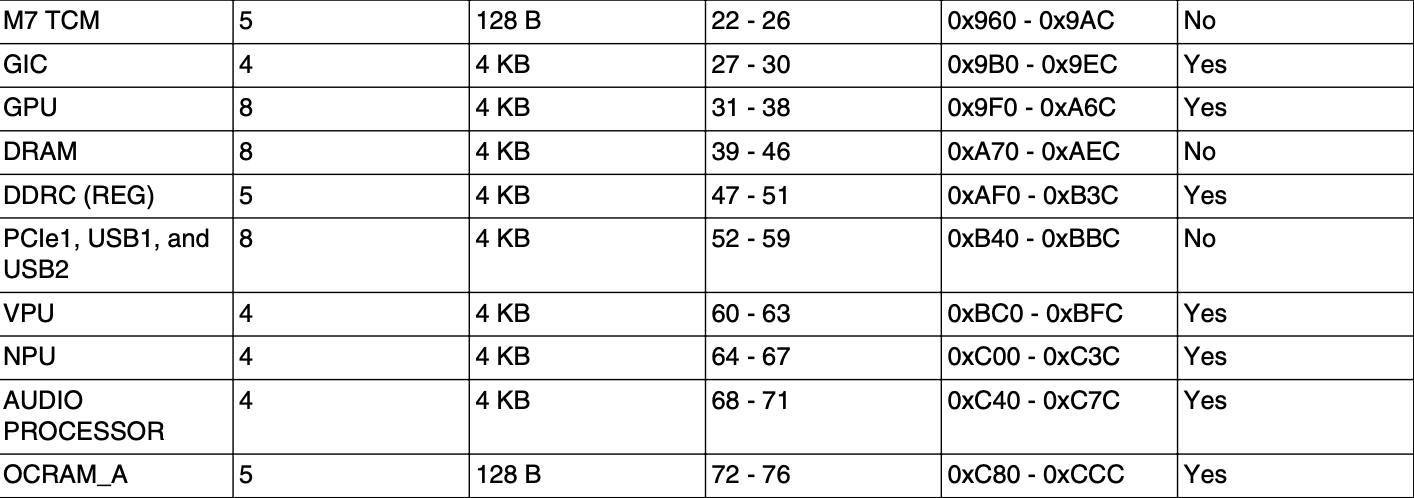 M7 TCM 5 128 B 22 - 26 0x960 - 0x9AC No
GIC 4 4 KB 27 - 30 0x9B0 - 0x9EC Yes
GPU 8 4 KB 31 - 38 0x9F0 - 0xA6C Yes
DRAM 8 4 KB 39 - 46 0xA70 - 0xAEC No
DDRC (REG) 5 4 KB 47 - 51 0xAF0 - 0xB3C Yes
PCIe1, USB1, and 8 4 KB 52 - 59 0xB40 - 0xBBC No
USB2
VPU 4 4 KB 60 - 63 0xBC0 - 0xBFC Yes
NPU 4 4 KB 64 - 67 0xC00 - 0xC3C Yes
AUDIO 4 4 KB 68 - 71 0xC40 - 0xC7C Yes
PROCESSOR
OCRAM_A 5 128 B 72 - 76 0xC80 - 0xCCC Yes